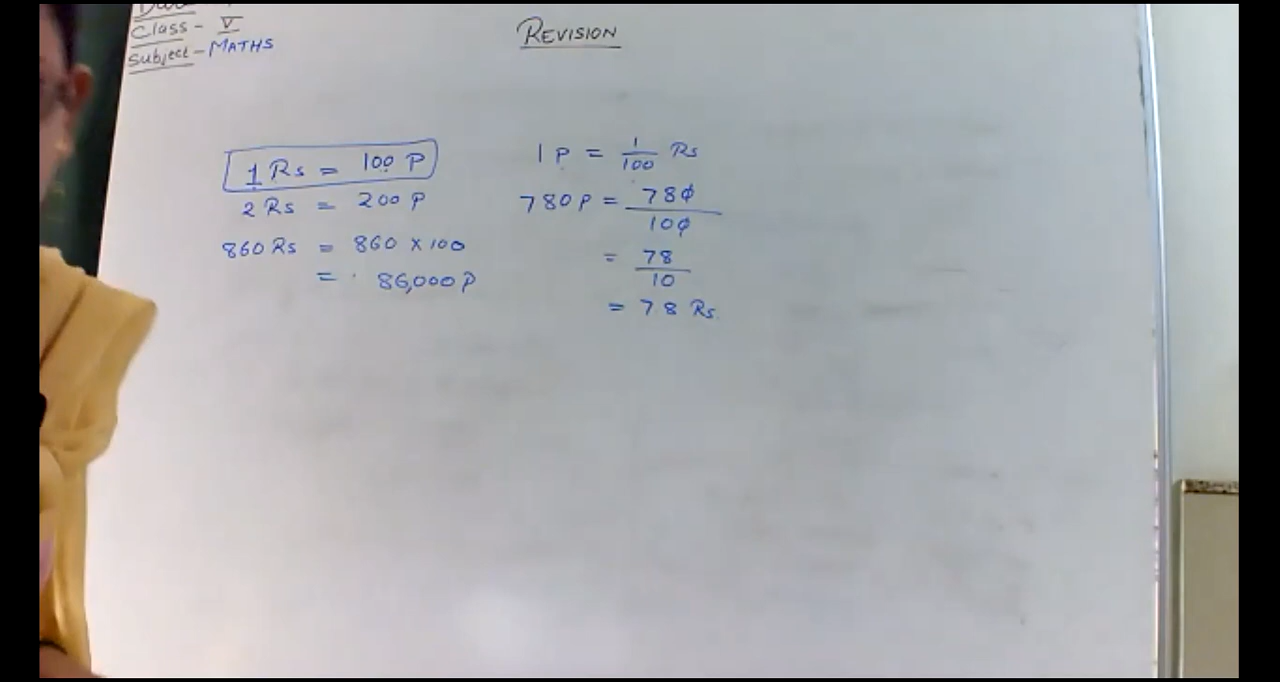 Class - V
Subject - MATHS
REVISION
1 Rs = 100 P
2 Rs = 200 P
860 Rs = 860 × 100
= 86,000 P
1 P = 1/100 Rs
780 P = 780/100
= 78/10
= 78 Rs